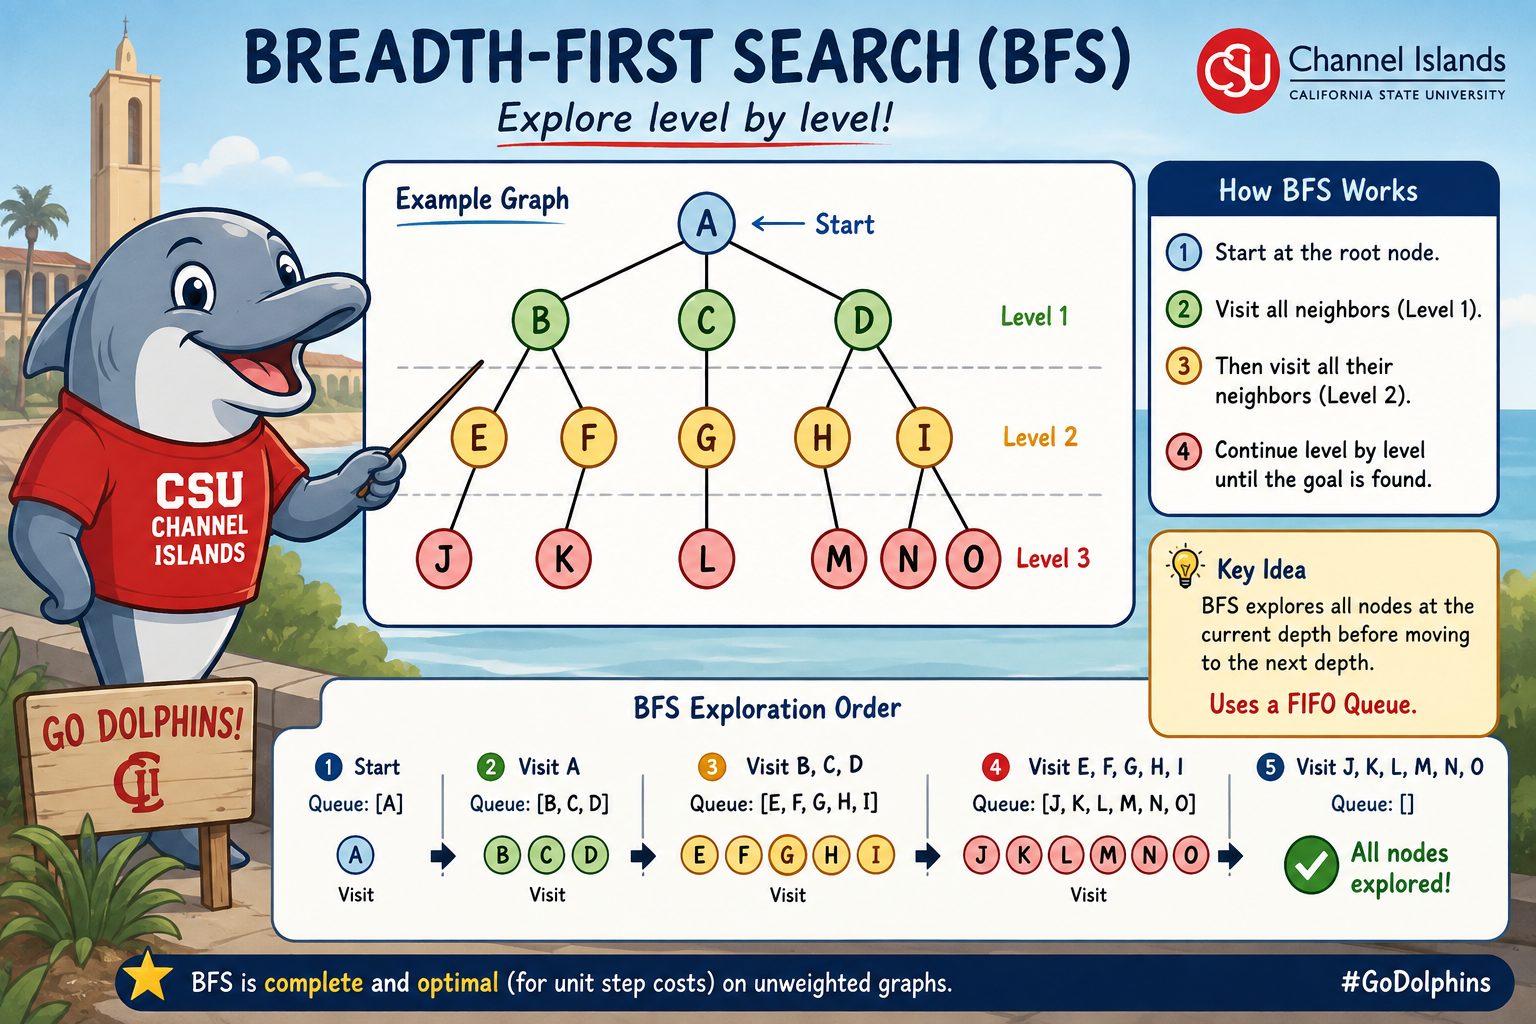 BREADTH-FIRST SEARCH (BFS)
Explore level by level!
CSU Channel Islands
CALIFORNIA STATE UNIVERSITY
Example Graph
A
Start
B C D
Level 1
E F G H I
Level 2
J K L M N O
Level 3
How BFS Works
1 Start at the root node.
2 Visit all neighbors (Level 1).
3 Then visit all their
neighbors (Level 2).
4 Continue level by level
until the goal is found.
Key Idea
BFS explores all nodes at the
current depth before moving
to the next depth.
Uses a FIFO Queue.
CSU
CHANNEL
ISLANDS
GO DOLPHINS!
BFS Exploration Order
1 Start
Queue: [A]
A
Visit
2 Visit A
Queue: [B, C, D]
B C D
Visit
3 Visit B, C, D
Queue: [E, F, G, H, I]
E F G H I
Visit
4 Visit E, F, G, H, I
Queue: [J, K, L, M, N, O]
J K L M N O
Visit
5 Visit J, K, L, M, N, O
Queue: []
All nodes
explored!
BFS is complete and optimal (for unit step costs) on unweighted graphs.
#GoDolphins